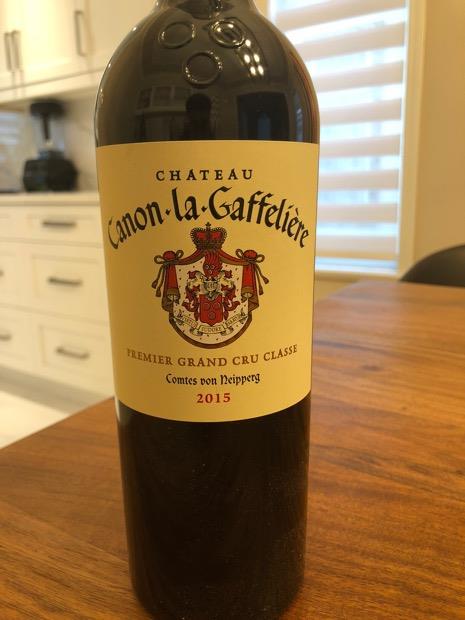 CHATEAU
Canon·la·Gaffelière
PREMIER GRAND CRU CLASSE
Comtes von Neipperg
2015